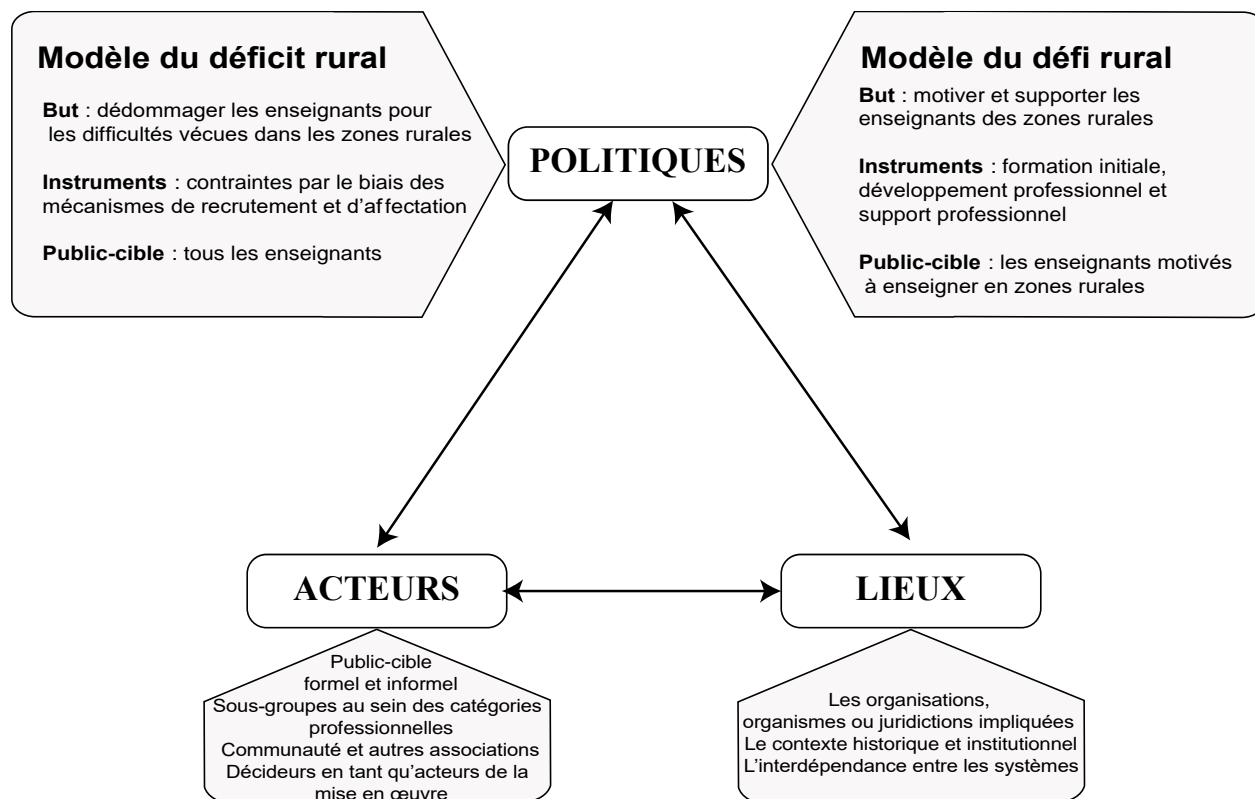 Modèle du déficit rural
But : dédommager les enseignants pour
les difficultés vécues dans les zones rurales
Instruments : contraintes par le biais des
mécanismes de recrutement et d'affectation
Public-cible : tous les enseignants
Modèle du défi rural
But : motiver et supporter les
enseignants des zones rurales
Instruments : formation initiale,
développement professionnel et
support professionnel
Public-cible : les enseignants motivés
à enseigner en zones rurales
POLITIQUES
ACTEURS
LIEUX
Public-cible
formel et informel
Sous-groupes au sein des catégories
professionnelles
Communauté et autres associations
Décideurs en tant qu'acteurs de la
mise en œuvre
Les organisations,
organismes ou juridictions impliquées
Le contexte historique et institutionnel
L'interdépendance entre les systèmes